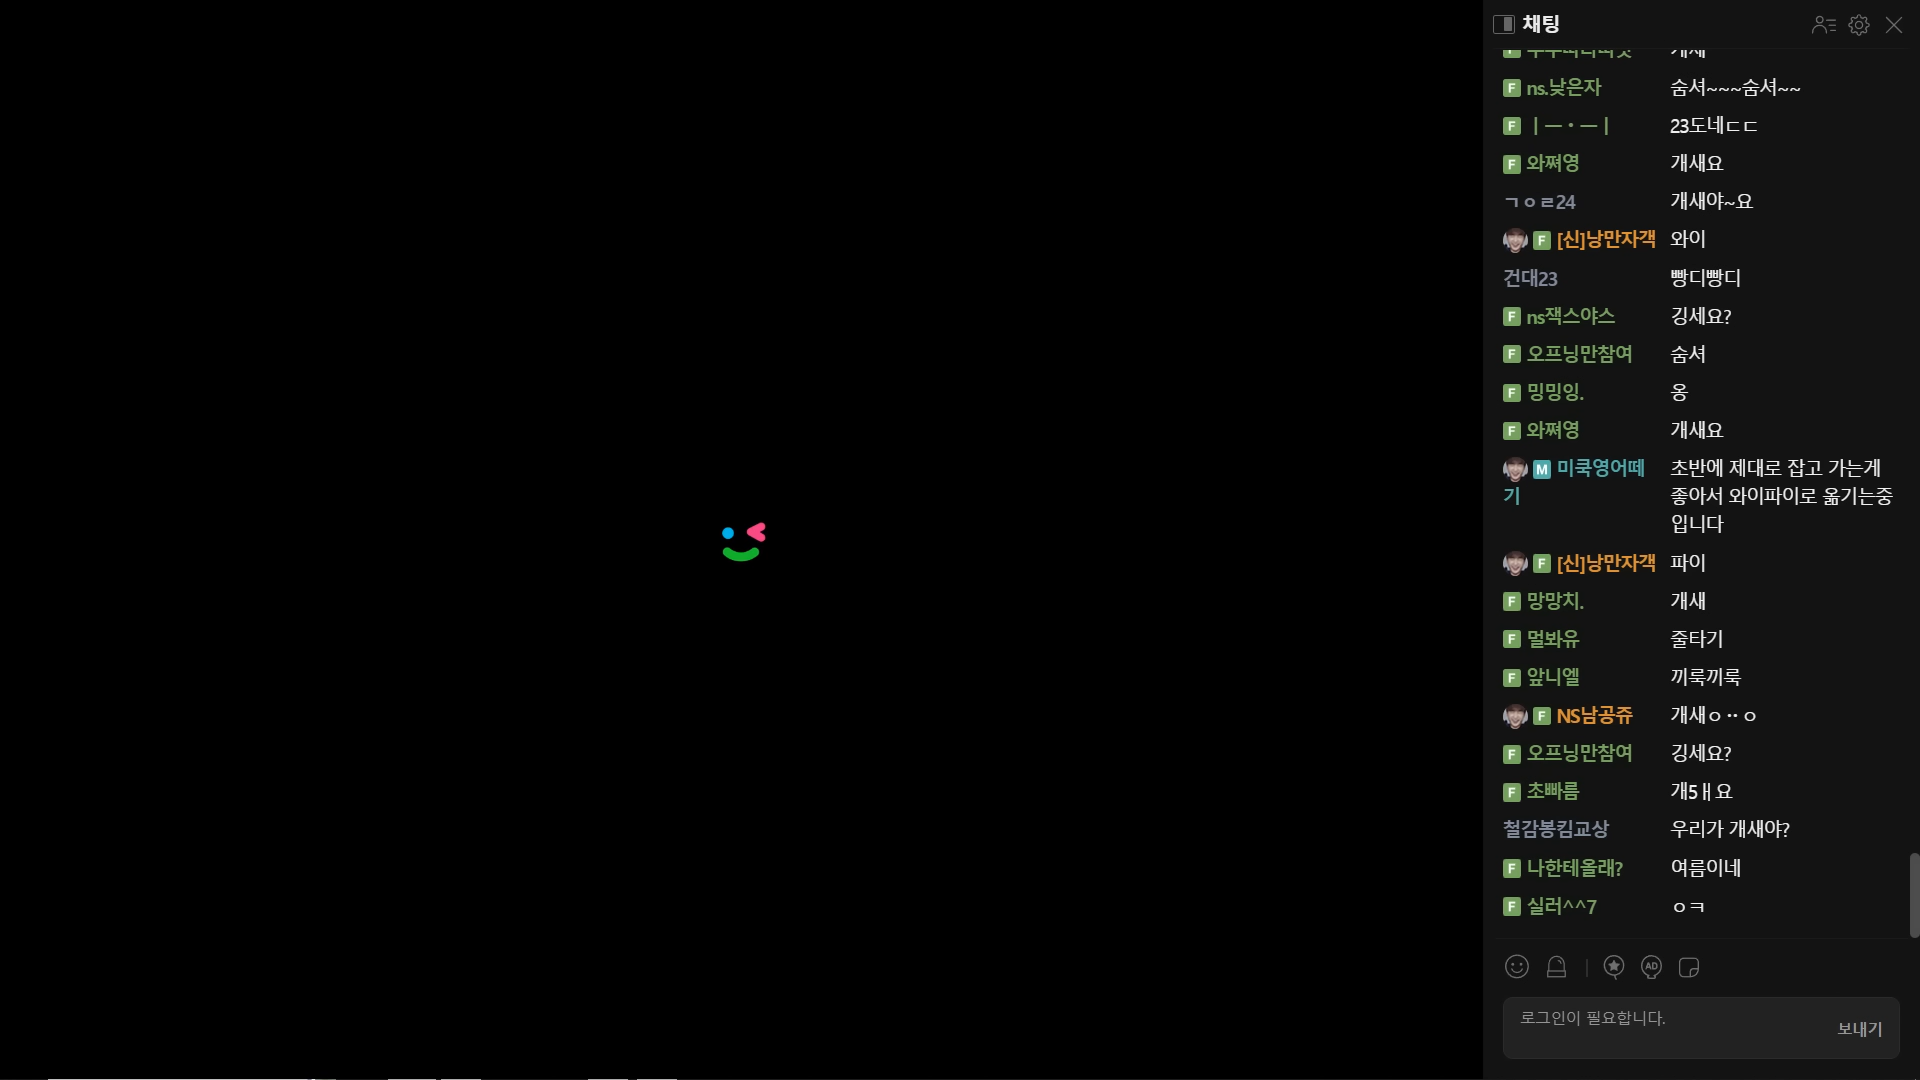 채팅
F ns.낮은자 숨셔~~~숨셔~~
F ㅣㅡ·ㅡㅣ 23도네ㄷㄷ
F 와쪄영 개새요
ㄱㅇㄹ24 개새야~요
F [신]낭만자객 와이
건대23 빵디빵디
F ns잭스야스 깅세요?
F 오프닝만참여 숨셔
F 밍밍잉. 옹
F 와쪄영 개새요
M 미쿡영어떼기 초반에 제대로 잡고 가는게
좋아서 와이파이로 옮기는중
입니다
F [신]낭만자객 파이
F 망망치. 개새
F 멀봐유 줄타기
F 앞니엘 끼룩끼룩
F NS남공쥬 개새ㅇ··ㅇ
F 오프닝만참여 깅세요?
F 초빠름 개5ㅐ요
철감봉킴교상 우리가 개새야?
F 나한테올래? 여름이네
F 실러^^7 ㅇㅋ
AD
로그인이 필요합니다.
보내기